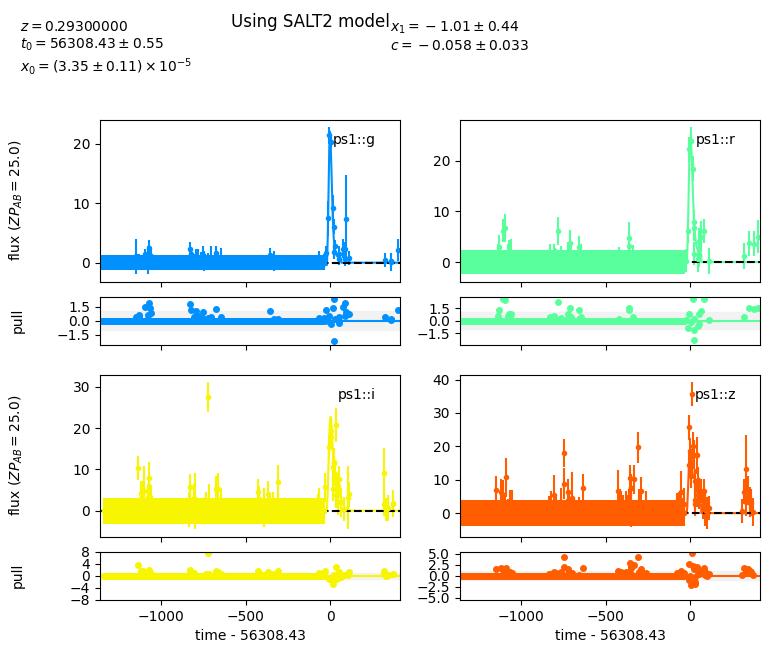 Using SALT2 model
z = 0.29300000
t₀ = 56308.43 ± 0.55
x₀ = (3.35 ± 0.11) × 10⁻⁵
x₁ = −1.01 ± 0.44
c = −0.058 ± 0.033
flux (ZP_AB = 25.0)
20
10
0
ps1::g
20
10
0
ps1::r
pull
1.5
0.0
−1.5
1.5
0.0
−1.5
flux (ZP_AB = 25.0)
30
20
10
0
ps1::i
40
30
20
10
0
ps1::z
pull
8
4
0
−4
−8
5.0
2.5
0.0
−2.5
−5.0
−1000
−500
0
−1000
−500
0
time - 56308.43
time - 56308.43